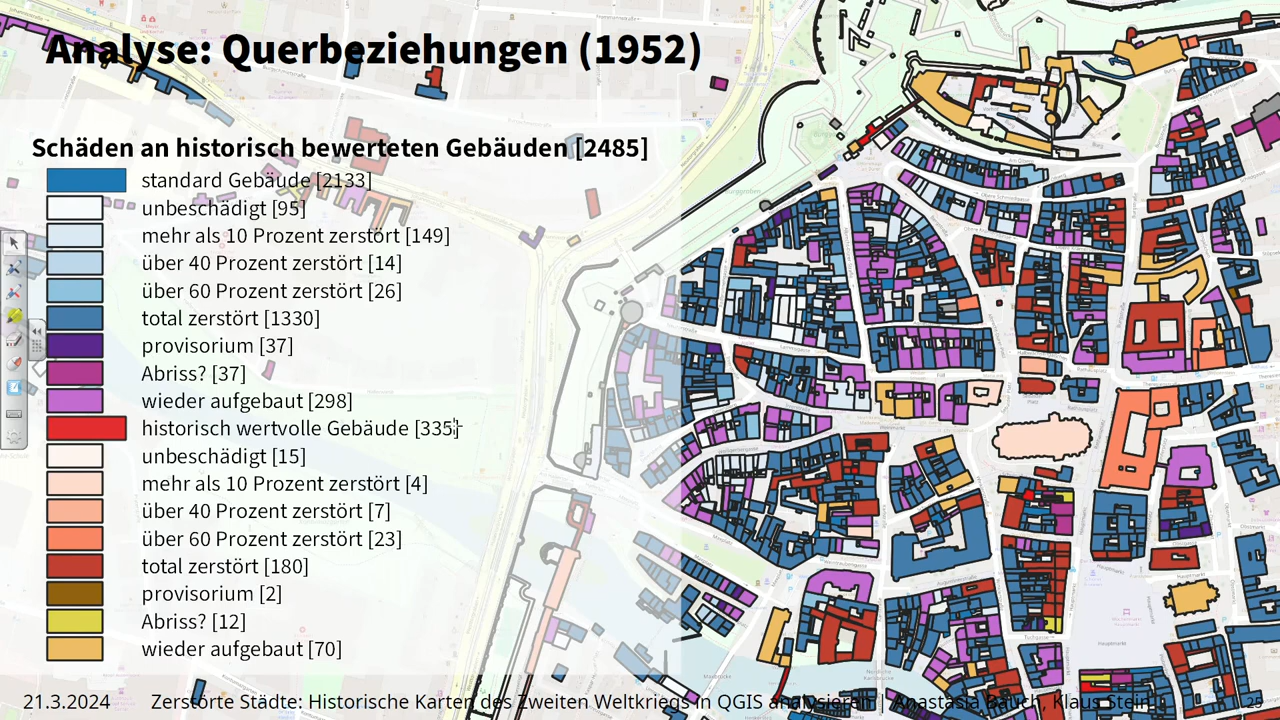 Analyse: Querbeziehungen (1952)
Schäden an historisch bewerteten Gebäuden [2485]
standard Gebäude [2133]
unbeschädigt [95]
mehr als 10 Prozent zerstört [149]
über 40 Prozent zerstört [14]
über 60 Prozent zerstört [26]
total zerstört [1330]
provisorium [37]
Abriss? [37]
wieder aufgebaut [298]
historisch wertvolle Gebäude [335]
unbeschädigt [15]
mehr als 10 Prozent zerstört [4]
über 40 Prozent zerstört [7]
über 60 Prozent zerstört [23]
total zerstört [180]
provisorium [2]
Abriss? [12]
wieder aufgebaut [70]
21.3.2024 Zerstörte Städte: Historische Karten des Zweiten Weltkriegs in QGIS analysieren Anastasia Bauch, Klaus Stein